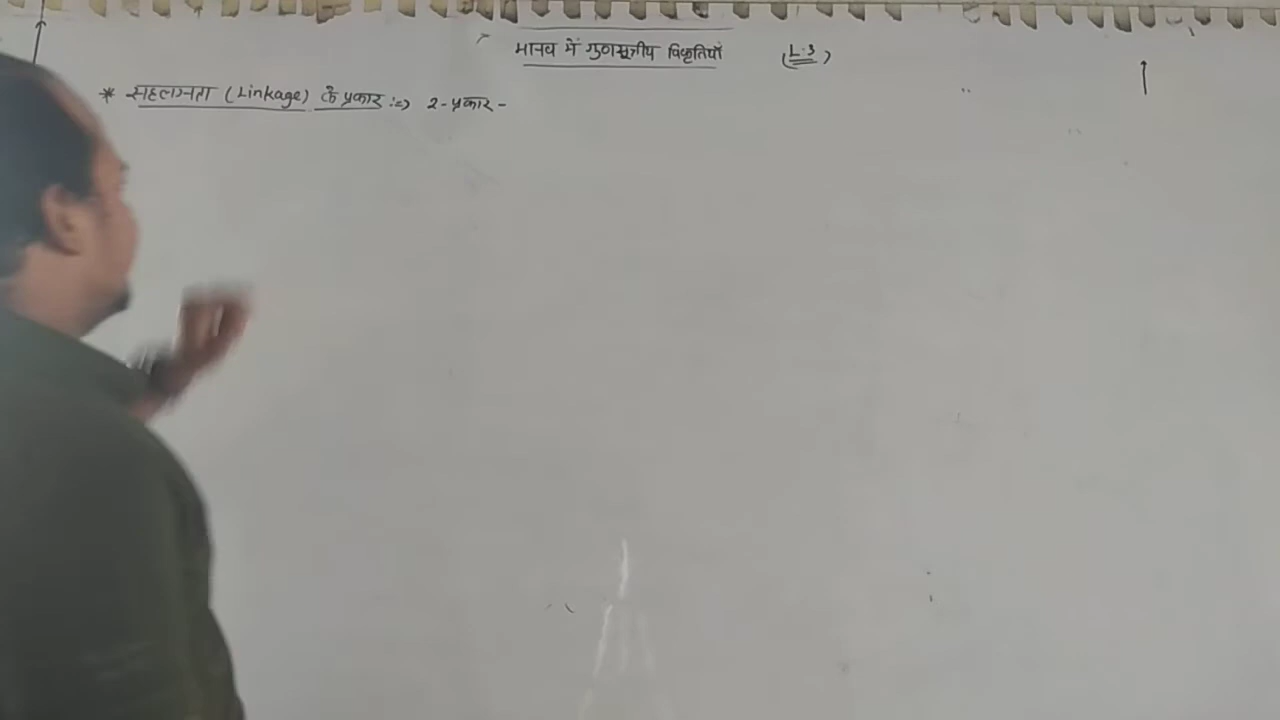 मानव में गुणसूत्रीय विकृतियाँ (L.3)
* सहलग्नता (Linkage) के प्रकार :=> 2-प्रकार -